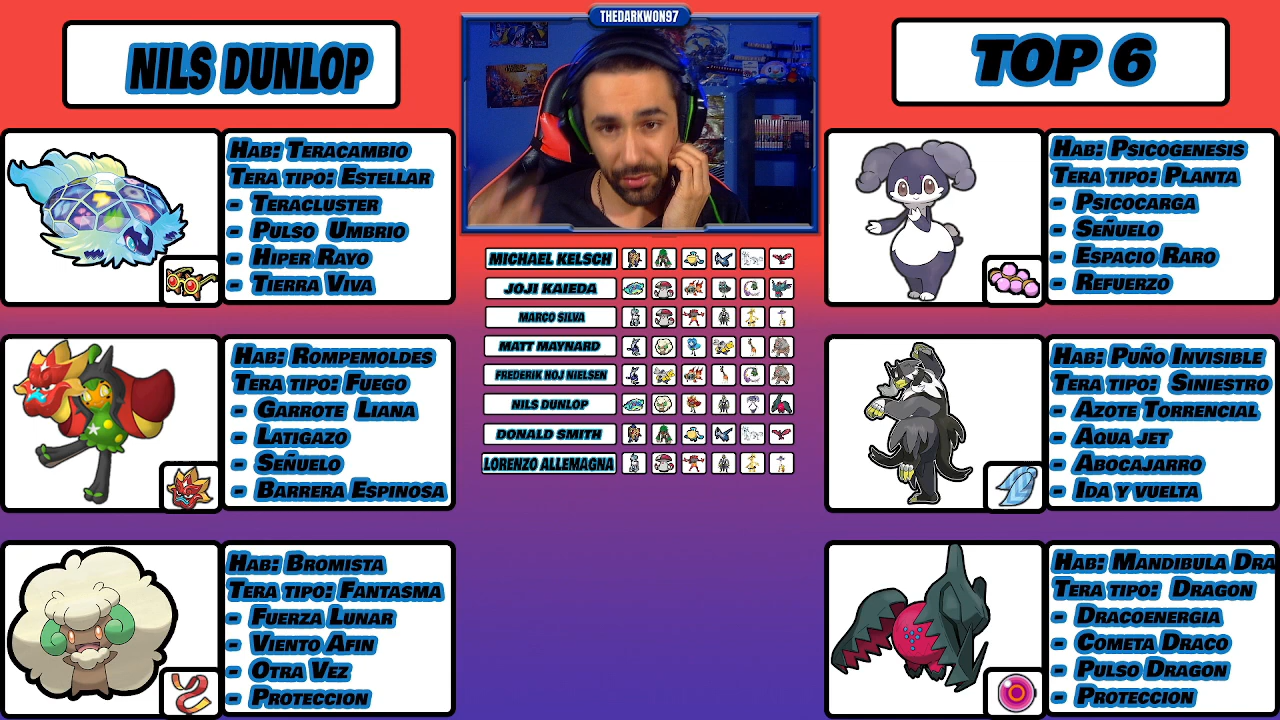 THEDARKWON97
NILS DUNLOP
TOP 6
HAB: TERACAMBIO
TERA TIPO: ESTELLAR
- TERACLUSTER
- PULSO UMBRIO
- HIPER RAYO
- TIERRA VIVA
HAB: ROMPEMOLDES
TERA TIPO: FUEGO
- GARROTE LIANA
- LATIGAZO
- SEÑUELO
- BARRERA ESPINOSA
HAB: BROMISTA
TERA TIPO: FANTASMA
- FUERZA LUNAR
- VIENTO AFIN
- OTRA VEZ
- PROTECCION
MICHAEL KELSCH
JOJI KAIEDA
MARCO SILVA
MATT MAYNARD
FREDERIK NOJ NIELSEN
NILS DUNLOP
DONALD SMITH
LORENZO ALLEMAGNA
HAB: PSICOGENESIS
TERA TIPO: PLANTA
- PSICOCARGA
- SEÑUELO
- ESPACIO RARO
- REFUERZO
HAB: PUÑO INVISIBLE
TERA TIPO: SINIESTRO
- AZOTE TORRENCIAL
- AQUA JET
- ABOCAJARRO
- IDA Y VUELTA
HAB: MANDIBULA DRA
TERA TIPO: DRAGON
- DRACOENERGIA
- COMETA DRACO
- PULSO DRAGON
- PROTECCION